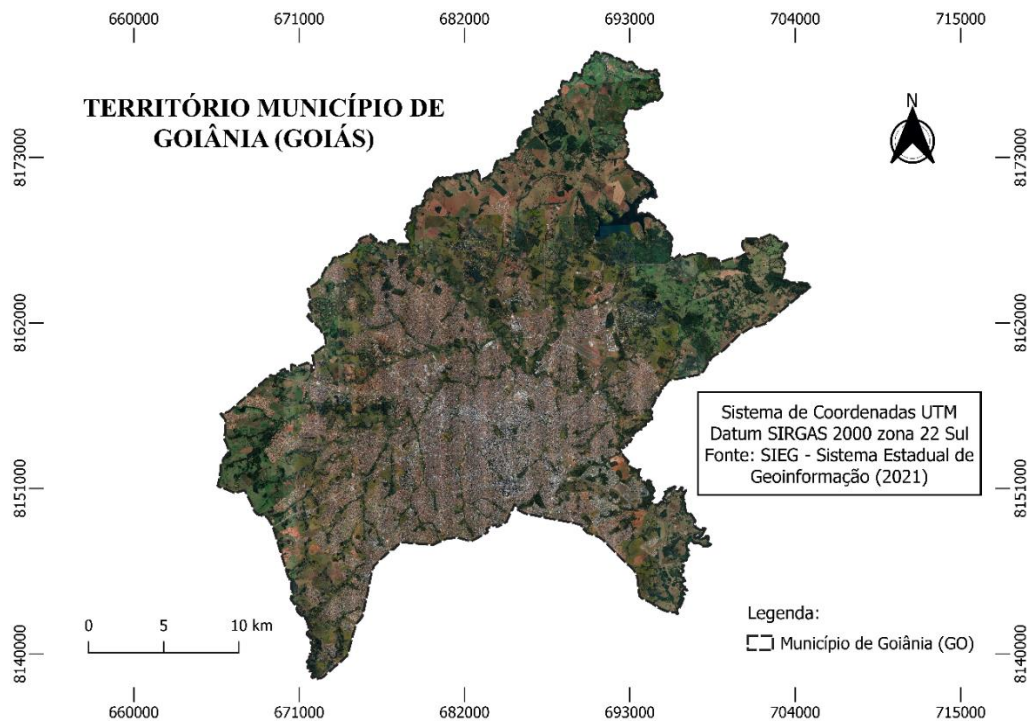 660000 671000 682000 693000 704000 715000
TERRITÓRIO MUNICÍPIO DE
GOIÂNIA (GOIÁS)
N
8173000 8173000
8162000 8162000
Sistema de Coordenadas UTM
Datum SIRGAS 2000 zona 22 Sul
Fonte: SIEG - Sistema Estadual de
Geoinformação (2021)
8151000 8151000
Legenda:
Município de Goiânia (GO)
0 5 10 km
8140000 8140000
660000 671000 682000 693000 704000 715000